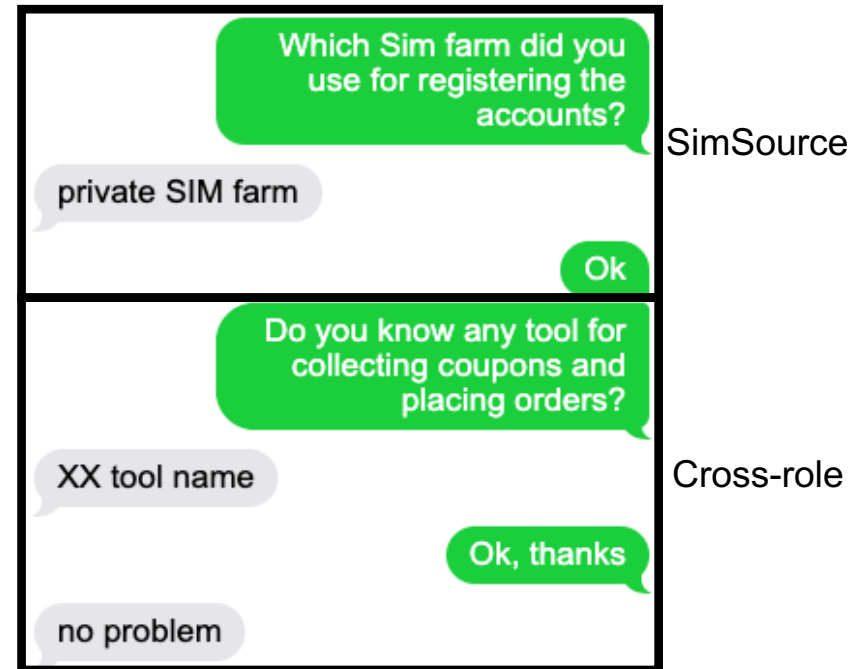 Which Sim farm did you
use for registering the
accounts?
SimSource
private SIM farm
Ok
Do you know any tool for
collecting coupons and
placing orders?
XX tool name
Cross-role
Ok, thanks
no problem